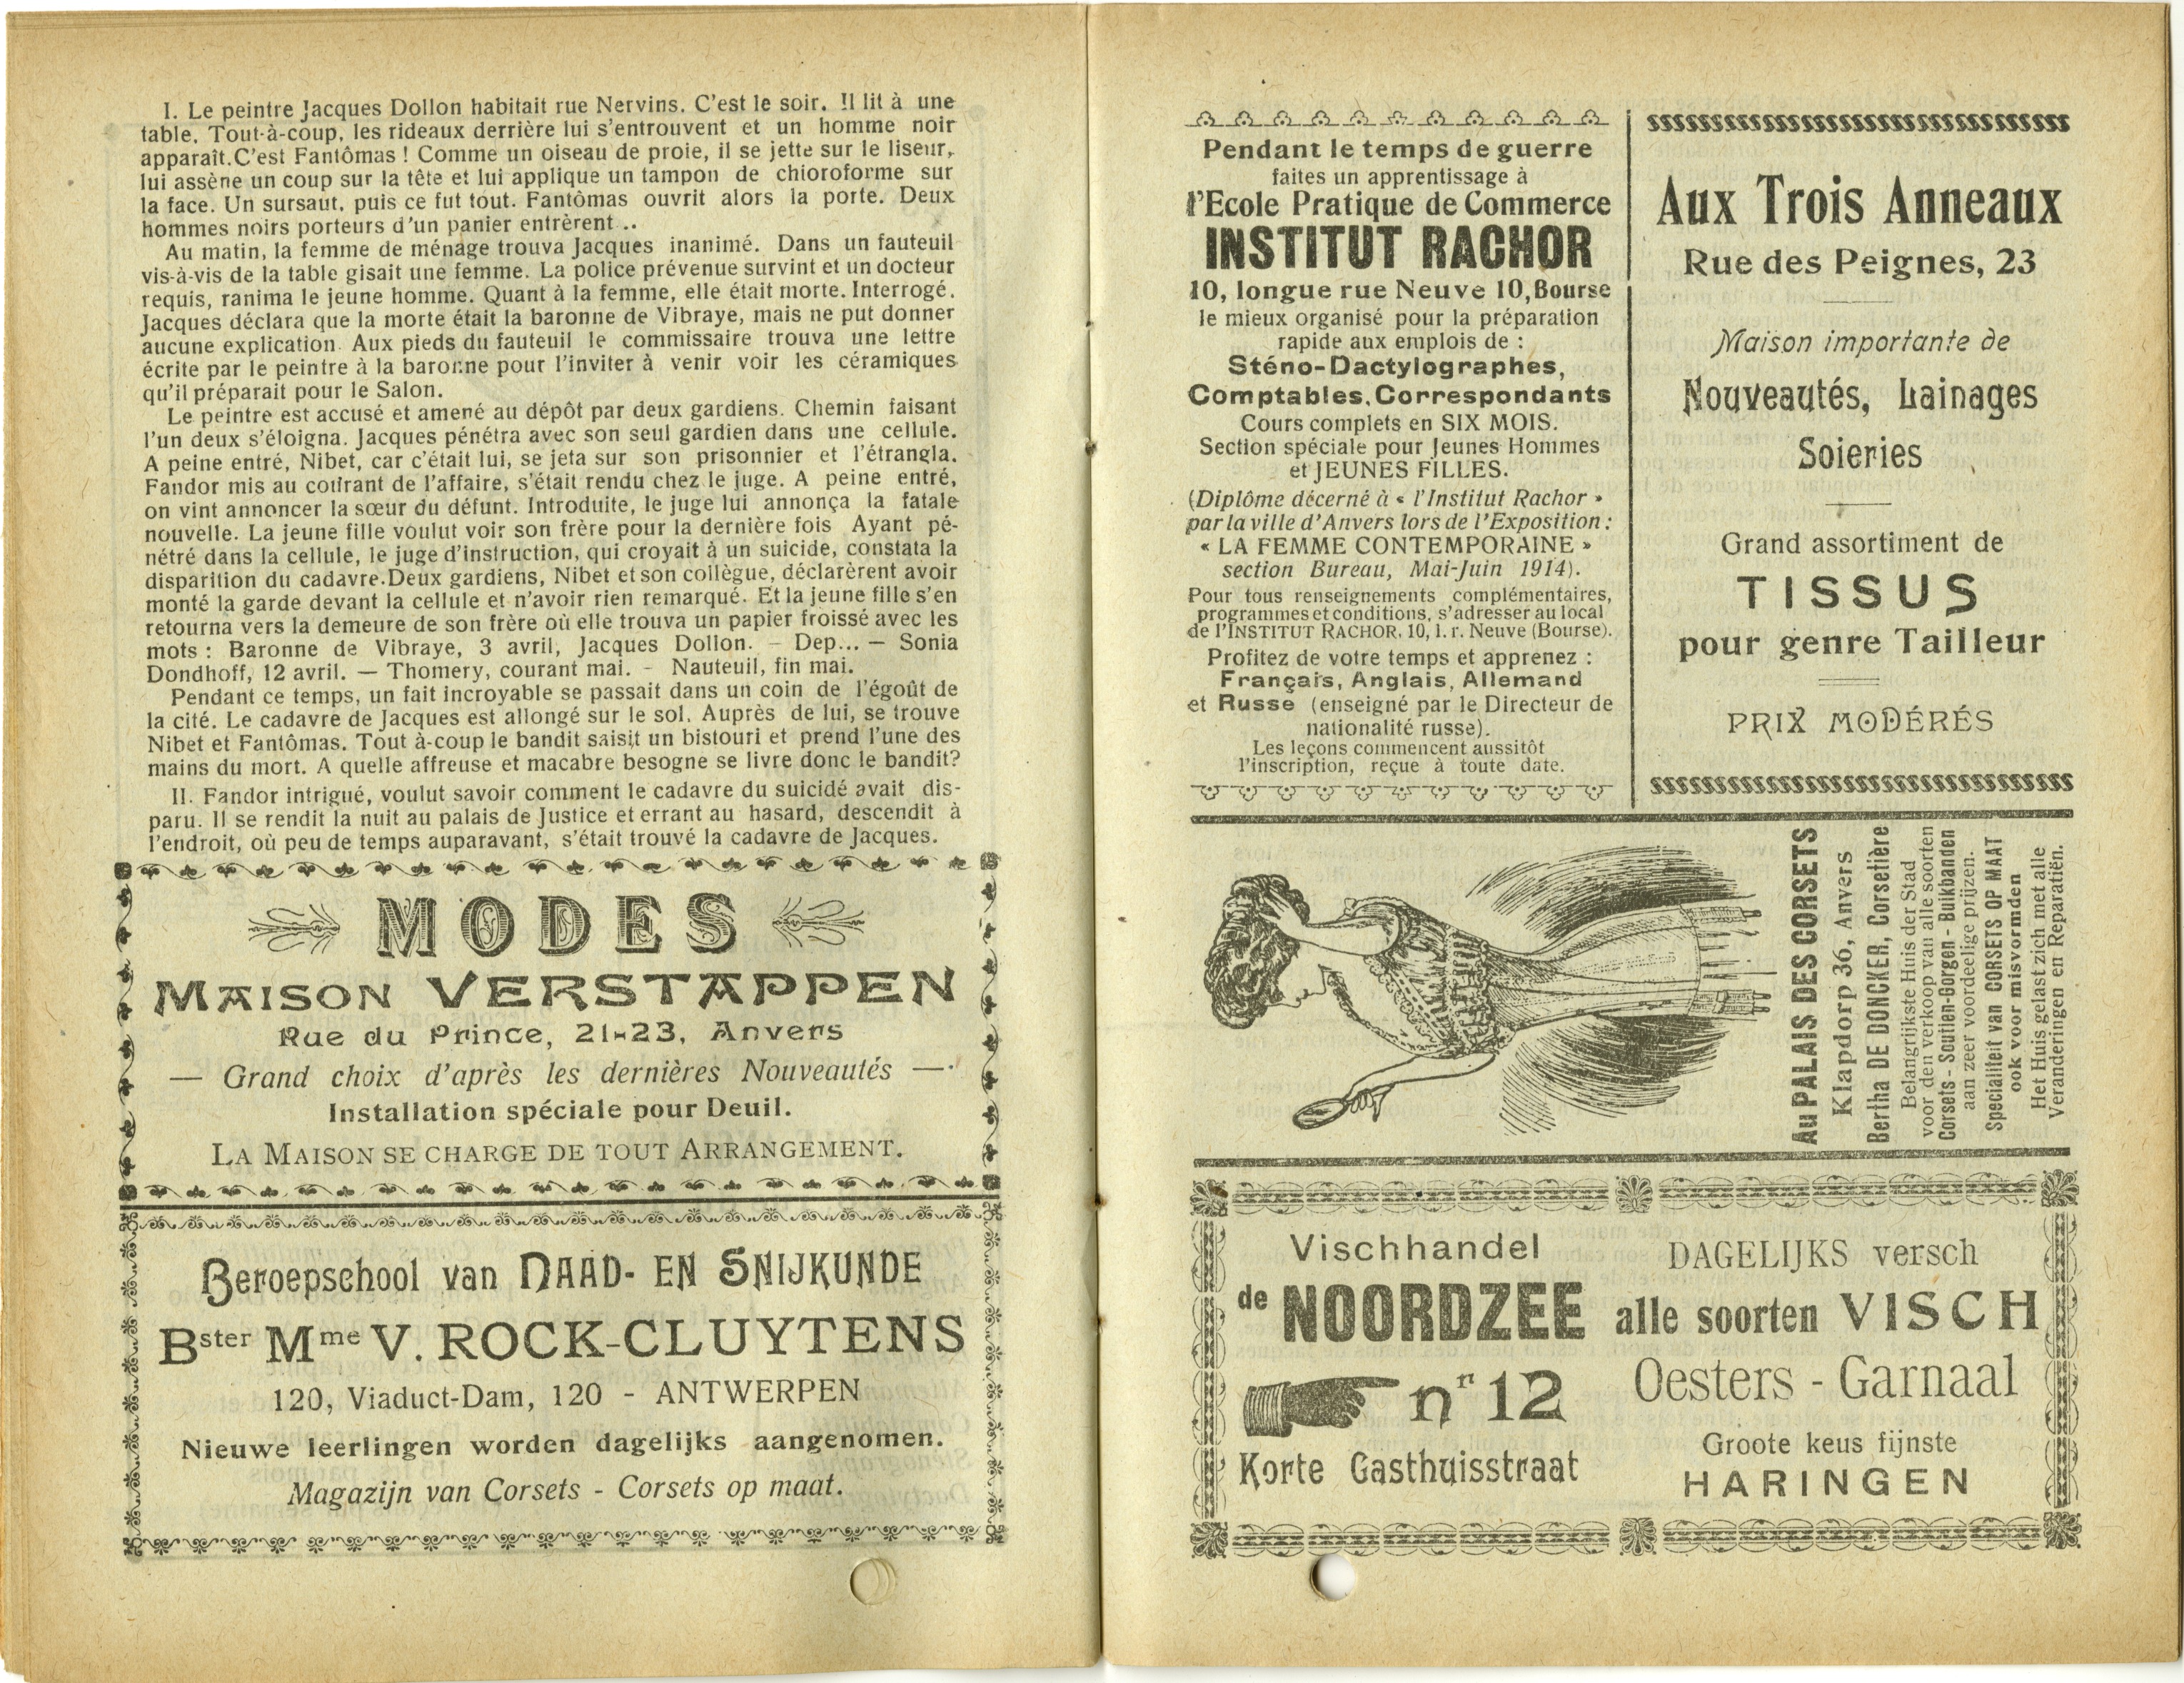 I. Le peintre Jacques Dollon habitait rue Nervins. C'est le soir. Il lit à une
table. Tout-à-coup, les rideaux derrière lui s'entrouvent et un homme noir
apparaît.C'est Fantômas ! Comme un oiseau de proie, il se jette sur le liseur,
lui assène un coup sur la tête et lui applique un tampon de chioroforme sur
la face. Un sursaut, puis ce fut tout. Fantômas ouvrit alors la porte. Deux
hommes noirs porteurs d'un panier entrèrent ..
Au matin, la femme de ménage trouva Jacques inanimé. Dans un fauteuil
vis-à-vis de la table gisait une femme. La police prévenue survint et un docteur
requis, ranima le jeune homme. Quant à la femme, elle était morte. Interrogé.
Jacques déclara que la morte était la baronne de Vibraye, mais ne put donner
aucune explication. Aux pieds du fauteuil le commissaire trouva une lettre
écrite par le peintre à la baronne pour l'inviter à venir voir les céramiques
qu'il préparait pour le Salon.
Le peintre est accusé et amené au dépôt par deux gardiens. Chemin faisant
l'un deux s'éloigna. Jacques pénétra avec son seul gardien dans une cellule.
A peine entré, Nibet, car c'était lui, se jeta sur son prisonnier et l'étrangla.
Fandor mis au courant de l'affaire, s'était rendu chez le juge. A peine entré,
on vint annoncer la sœur du défunt. Introduite, le juge lui annonça la fatale
nouvelle. La jeune fille voulut voir son frère pour la dernière fois Ayant pé-
nétré dans la cellule, le juge d'instruction, qui croyait à un suicide, constata la
disparition du cadavre.Deux gardiens, Nibet et son collègue, déclarèrent avoir
monté la garde devant la cellule et n'avoir rien remarqué. Et la jeune fille s'en
retourna vers la demeure de son frère où elle trouva un papier froissé avec les
mots : Baronne de Vibraye, 3 avril, Jacques Dollon. — Dep... — Sonia
Dondhoff, 12 avril. — Thomery, courant mai. - Nauteuil, fin mai.
Pendant ce temps, un fait incroyable se passait dans un coin de l'égoût de
la cité. Le cadavre de Jacques est allongé sur le sol. Auprès de lui, se trouve
Nibet et Fantômas. Tout à-coup le bandit saisit un bistouri et prend l'une des
mains du mort. A quelle affreuse et macabre besogne se livre donc le bandit?
II. Fandor intrigué, voulut savoir comment le cadavre du suicidé avait dis-
paru. Il se rendit la nuit au palais de Justice et errant au hasard, descendit à
l'endroit, où peu de temps auparavant, s'était trouvé la cadavre de Jacques.
MODES
MAISON VERSTAPPEN
Rue du Prince, 21-23, Anvers
— Grand choix d'après les dernières Nouveautés —
Installation spéciale pour Deuil.
LA MAISON SE CHARGE DE TOUT ARRANGEMENT.
Beroepschool van NAAD- EN SNIJKUNDE
Bster Mme V. ROCK-CLUYTENS
120, Viaduct-Dam, 120 - ANTWERPEN
Nieuwe leerlingen worden dagelijks aangenomen.
Magazijn van Corsets - Corsets op maat.
Pendant le temps de guerre
faites un apprentissage à
l'Ecole Pratique de Commerce
INSTITUT RACHOR
10, longue rue Neuve 10,Bourse
le mieux organisé pour la préparation
rapide aux emplois de :
Sténo-Dactylographes,
Comptables, Correspondants
Cours complets en SIX MOIS.
Section spéciale pour Jeunes Hommes
et JEUNES FILLES.
(Diplôme décerné à « l'Institut Rachor »
par la ville d'Anvers lors de l'Exposition :
« LA FEMME CONTEMPORAINE »
section Bureau, Mai-Juin 1914).
Pour tous renseignements complémentaires,
programmes et conditions, s'adresser au local
de l'INSTITUT RACHOR, 10, l. r. Neuve (Bourse).
Profitez de votre temps et apprenez :
Français, Anglais, Allemand
et Russe (enseigné par le Directeur de
nationalité russe).
Les leçons commencent aussitôt
l'inscription, reçue à toute date.
Aux Trois Anneaux
Rue des Peignes, 23
Maison importante de
Nouveautés, Lainages
Soieries
Grand assortiment de
TISSUS
pour genre Tailleur
PRIX MODÉRÉS
Au PALAIS DES CORSETS
Klapdorp 36, Anvers
Bertha DE DONCKER, Corsetière
Belangrijkste Huis der Stad
voor den verkoop van alle soorten
Corsets - Soutien-Gorgen - Buikbanden
aan zeer voordeelige prijzen.
Specialiteit van CORSETS OP MAAT
ook voor misvormden
Het Huis gelast zich met alle
Veranderingen en Reparatiën.
Vischhandel
de NOORDZEE
nr 12
Korte Gasthuisstraat
DAGELIJKS versch
alle soorten VISCH
Oesters - Garnaal
Groote keus fijnste
HARINGEN